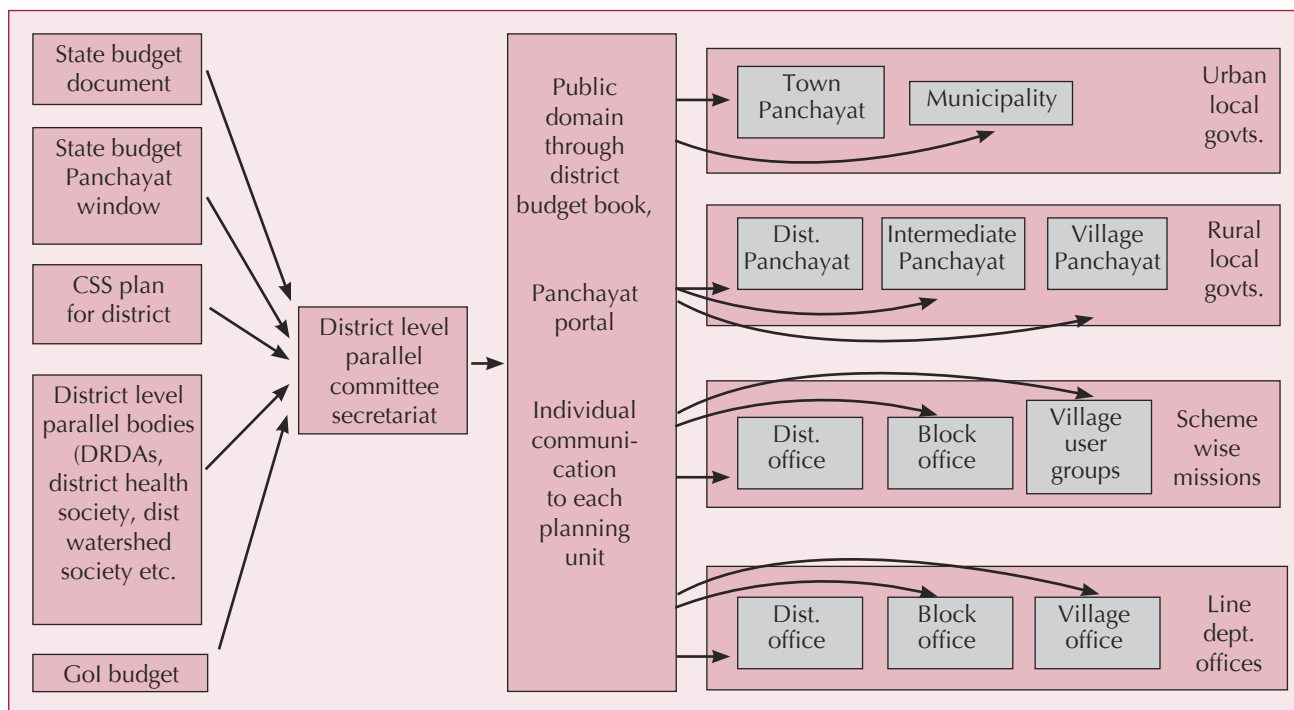 State budget
document
State budget
Panchayat
window
CSS plan
for district
District level
parallel bodies
(DRDAs,
district health
society, dist
watershed
society etc.
GoI budget
District level
parallel
committee
secretariat
Public
domain
through
district
budget book,
Panchayat
portal
Individual
communi-
cation
to each
planning
unit
Town
Panchayat
Municipality
Urban
local
govts.
Dist.
Panchayat
Intermediate
Panchayat
Village
Panchayat
Rural
local
govts.
Dist.
office
Block
office
Village
user
groups
Scheme
wise
missions
Dist.
office
Block
office
Village
office
Line
dept.
offices